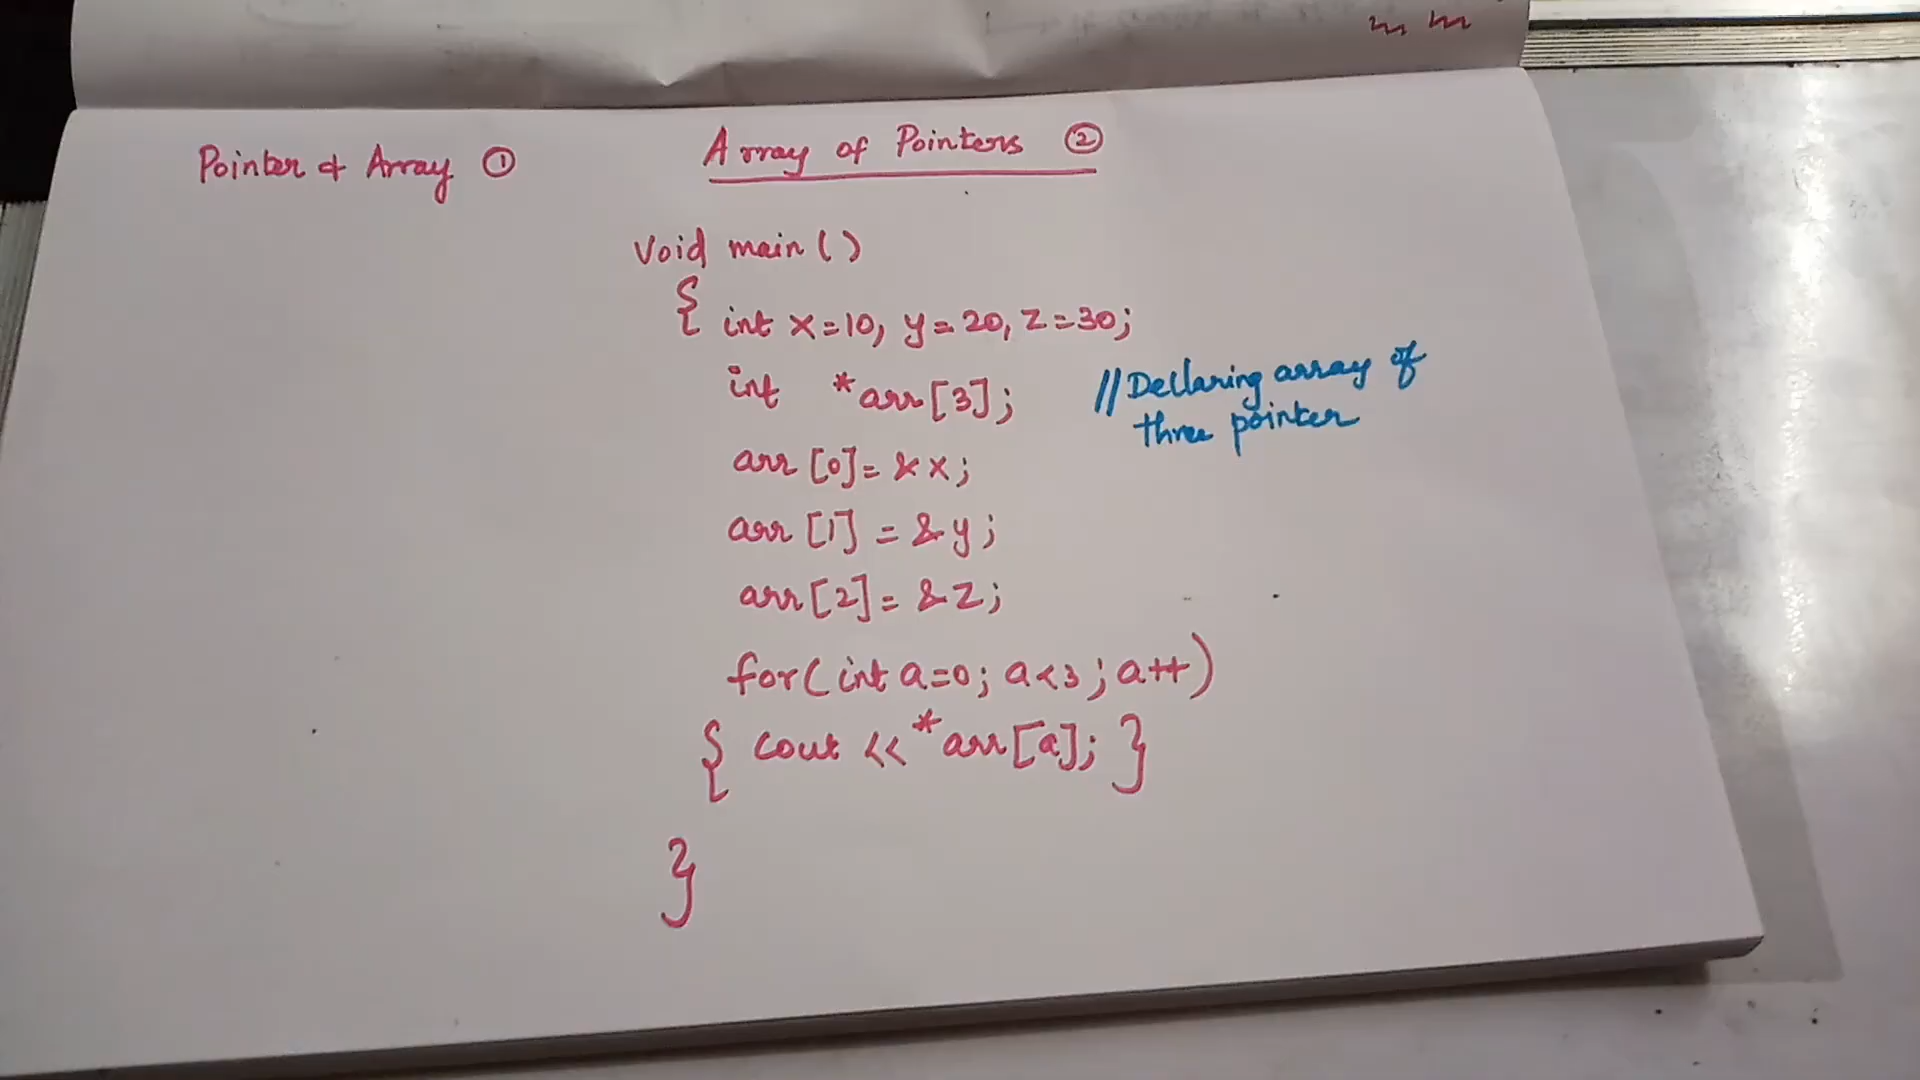 Pointer & Array ①
Array of Pointers ②
Void main ()
{ int x=10, y=20, z=30;
int *arr[3]; //Declaring array of
three pointer
arr [0]= &x;
arr [1] = &y;
arr [2]= &z;
for(int a=0; a<3; a++)
{ cout << *arr[a]; }
}